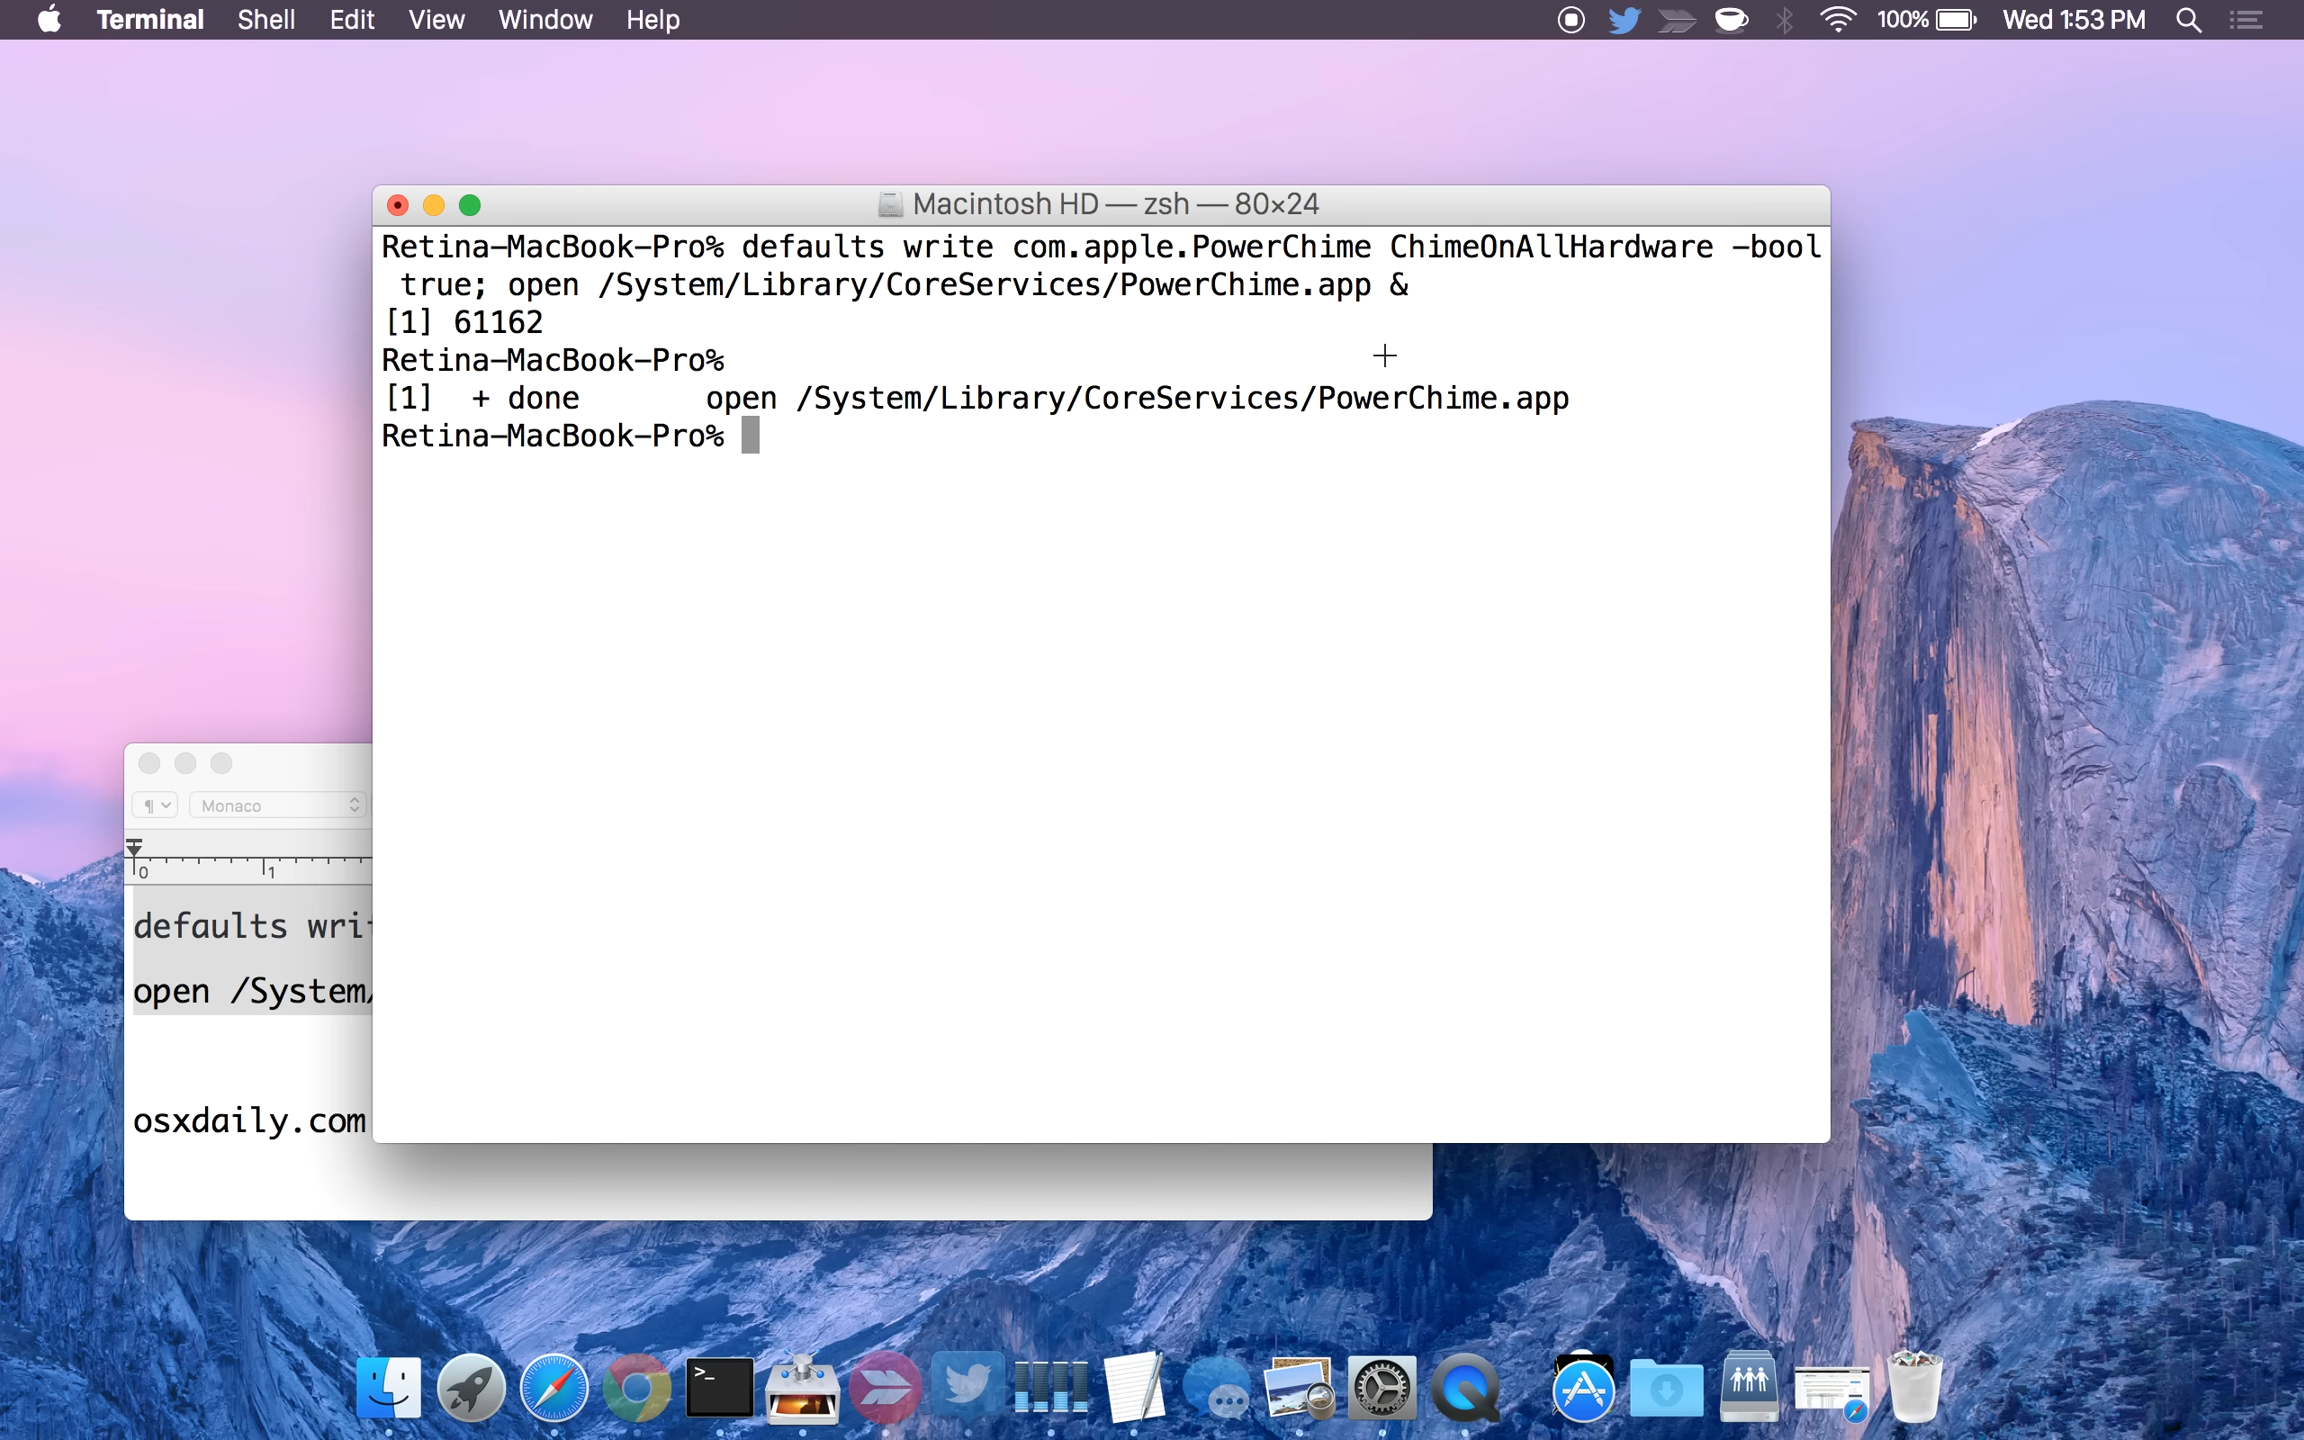 Terminal Shell Edit View Window Help 100% Wed 1:53 PM
Macintosh HD — zsh — 80×24
Retina-MacBook-Pro% defaults write com.apple.PowerChime ChimeOnAllHardware -bool
true; open /System/Library/CoreServices/PowerChime.app &
[1] 61162
Retina-MacBook-Pro%
[1]  + done       open /System/Library/CoreServices/PowerChime.app
Retina-MacBook-Pro%
¶ Monaco
0 1
defaults wri
open /System/
osxdaily.com
>_